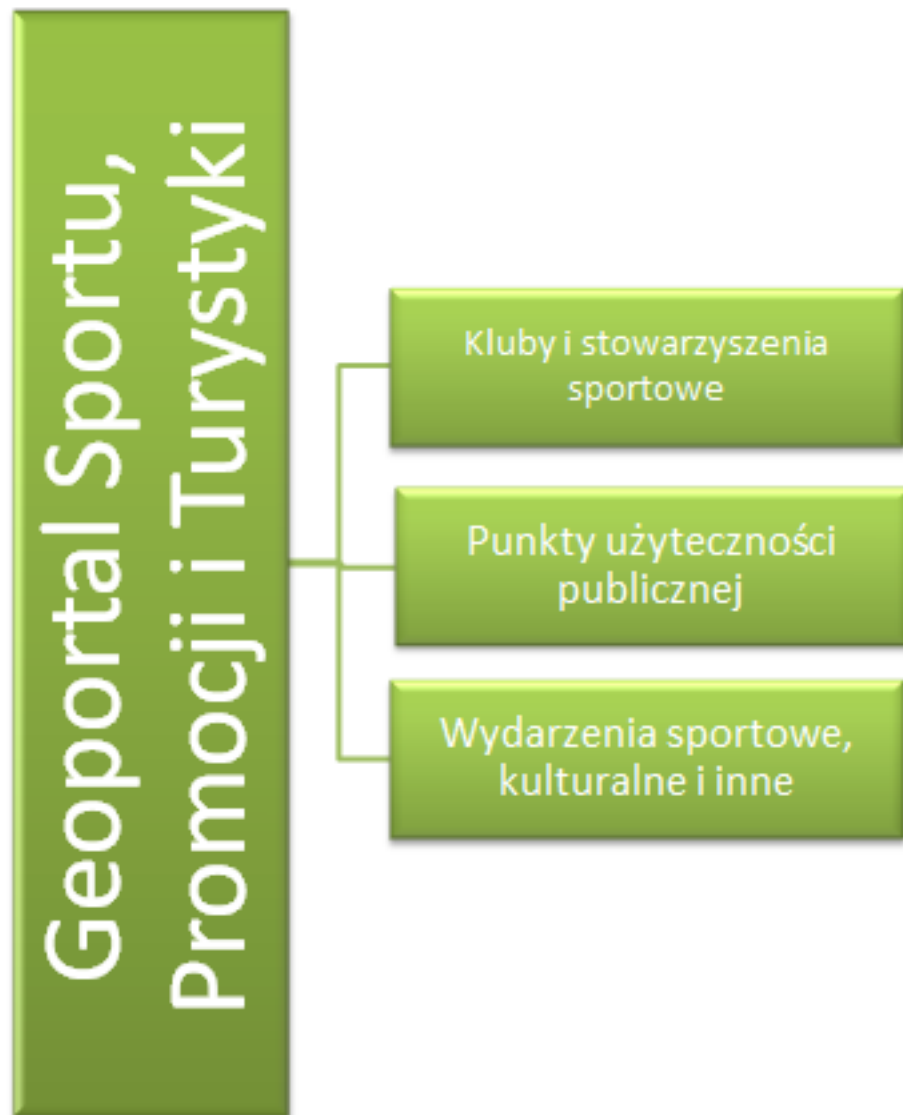 Geoportal Sportu,
Promocji i Turystyki
Kluby i stowarzyszenia
sportowe
Punkty użyteczności
publicznej
Wydarzenia sportowe,
kulturalne i inne